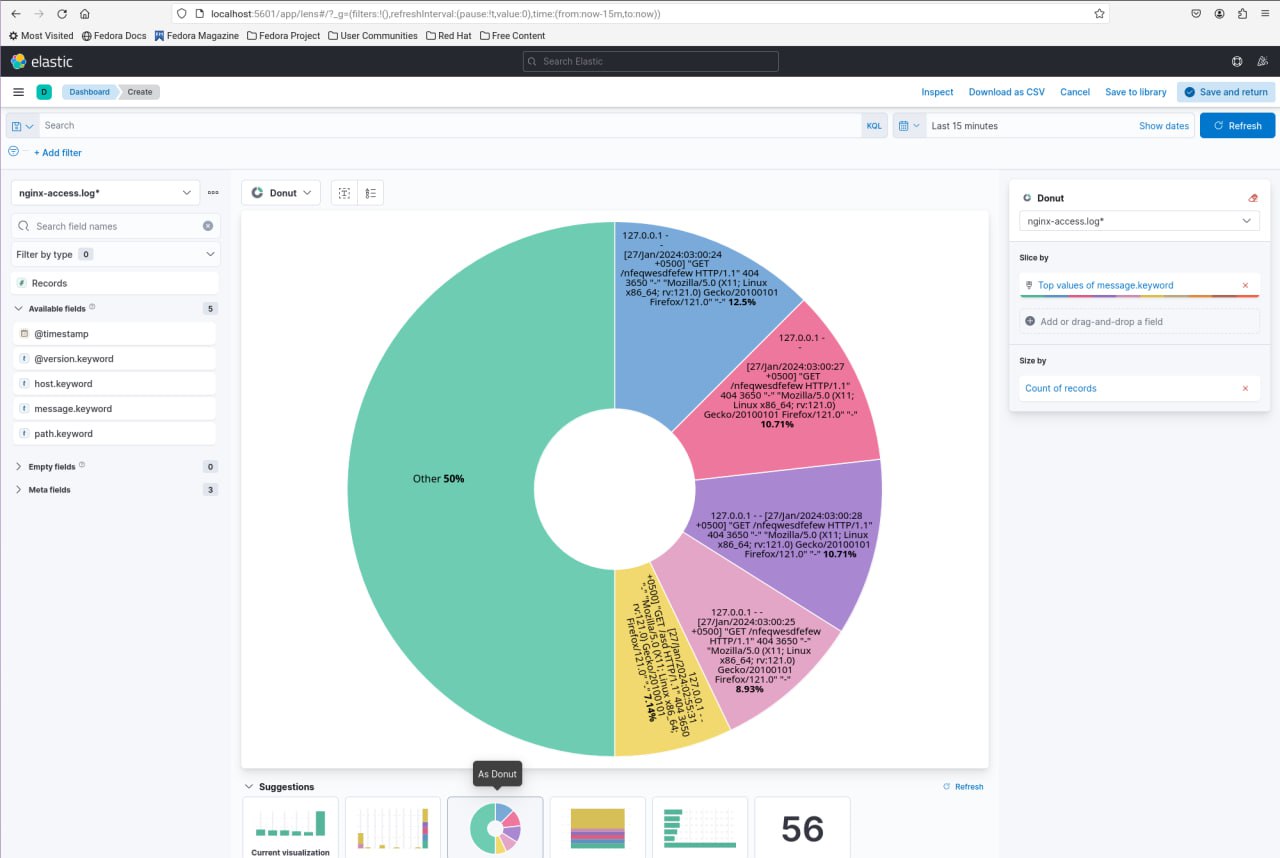 localhost:5601/app/lens#/?_g=(filters:!(),refreshInterval:(pause:!t,value:0),time:(from:now-15m,to:now))
Most Visited Fedora Docs Fedora Magazine Fedora Project User Communities Red Hat Free Content
elastic
Search Elastic
D Dashboard Create
Inspect Download as CSV Cancel Save to library Save and return
Search
KQL
Last 15 minutes
Show dates
Refresh
+ Add filter
nginx-access.log*
Search field names
Filter by type 0
Records
Available fields 5
@timestamp
t @version.keyword
t host.keyword
t message.keyword
t path.keyword
Empty fields 0
Meta fields 3
Donut
127.0.0.1 -
-
[27/Jan/2024:03:00:24
+0500] "GET
/nfeqwesdfefew HTTP/1.1" 404
3650 "-" "Mozilla/5.0 (X11; Linux
x86_64; rv:121.0) Gecko/20100101
Firefox/121.0" "-" 12.5%
127.0.0.1 -
-
[27/Jan/2024:03:00:27
+0500] "GET
/nfeqwesdfefew HTTP/1.1"
404 3650 "-" "Mozilla/5.0 (X11;
Linux x86_64; rv:121.0)
Gecko/20100101 Firefox/121.0" "-"
10.71%
127.0.0.1 - - [27/Jan/2024:03:00:28
+0500] "GET /nfeqwesdfefew HTTP/1.1"
404 3650 "-" "Mozilla/5.0 (X11; Linux
x86_64; rv:121.0) Gecko/20100101
Firefox/121.0" "-" 10.71%
127.0.0.1 - -
[27/Jan/2024:03:00:25
+0500] "GET /nfeqwesdfefew
HTTP/1.1" 404 3650 "-"
"Mozilla/5.0 (X11; Linux
x86_64; rv:121.0)
Gecko/20100101
Firefox/121.0" "-"
8.93%
127.0.0.1 - -
[27/Jan/2024:02:55:31
+0500] "GET /asd HTTP/1.1" 404 3650
"-" "Mozilla/5.0 (X11; Linux x86_64;
rv:121.0) Gecko/20100101
Firefox/121.0" "-" 7.14%
Other 50%
Donut
nginx-access.log*
Slice by
Top values of message.keyword
Add or drag-and-drop a field
Size by
Count of records
As Donut
Suggestions
Refresh
Current visualization
56